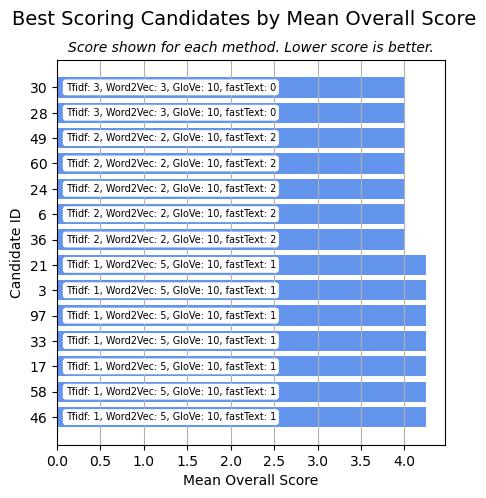 Best Scoring Candidates by Mean Overall Score
Score shown for each method. Lower score is better.
Candidate ID
30 Tfidf: 3, Word2Vec: 3, GloVe: 10, fastText: 0
28 Tfidf: 3, Word2Vec: 3, GloVe: 10, fastText: 0
49 Tfidf: 2, Word2Vec: 2, GloVe: 10, fastText: 2
60 Tfidf: 2, Word2Vec: 2, GloVe: 10, fastText: 2
24 Tfidf: 2, Word2Vec: 2, GloVe: 10, fastText: 2
6 Tfidf: 2, Word2Vec: 2, GloVe: 10, fastText: 2
36 Tfidf: 2, Word2Vec: 2, GloVe: 10, fastText: 2
21 Tfidf: 1, Word2Vec: 5, GloVe: 10, fastText: 1
3 Tfidf: 1, Word2Vec: 5, GloVe: 10, fastText: 1
97 Tfidf: 1, Word2Vec: 5, GloVe: 10, fastText: 1
33 Tfidf: 1, Word2Vec: 5, GloVe: 10, fastText: 1
17 Tfidf: 1, Word2Vec: 5, GloVe: 10, fastText: 1
58 Tfidf: 1, Word2Vec: 5, GloVe: 10, fastText: 1
46 Tfidf: 1, Word2Vec: 5, GloVe: 10, fastText: 1
0.0 0.5 1.0 1.5 2.0 2.5 3.0 3.5 4.0
Mean Overall Score